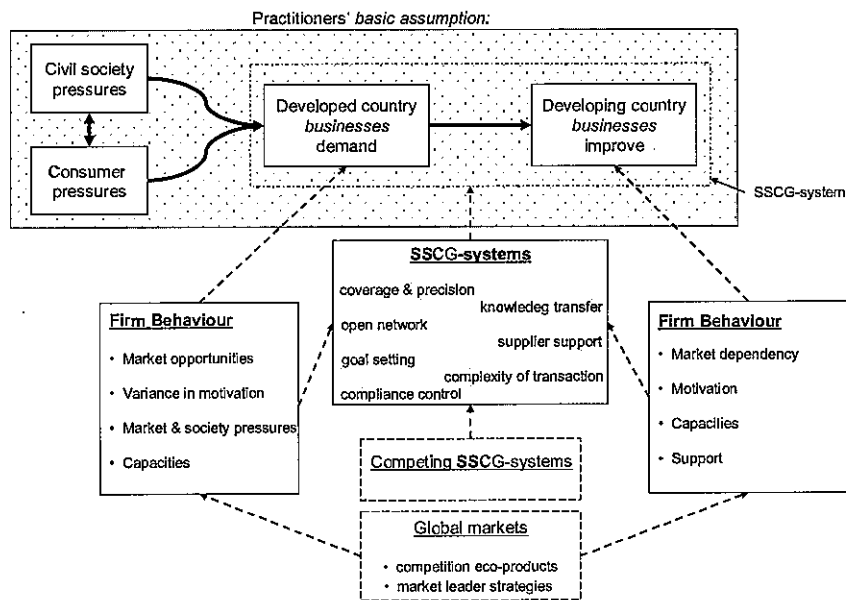 Practitioners' basic assumption:
Civil society
pressures
Consumer
pressures
Developed country
businesses
demand
Developing country
businesses
improve
SSCG-system
SSCG-systems
coverage & precision
knowledeg transfer
open network
supplier support
goal setting
complexity of transaction
compliance control
Firm Behaviour
• Market opportunities
• Variance in motivation
• Market & society pressures
• Capacities
Firm Behaviour
• Market dependency
• Motivation
• Capacilies
• Support
Competing SSCG-systems
Global markets
• competition eco-products
• market leader strategies